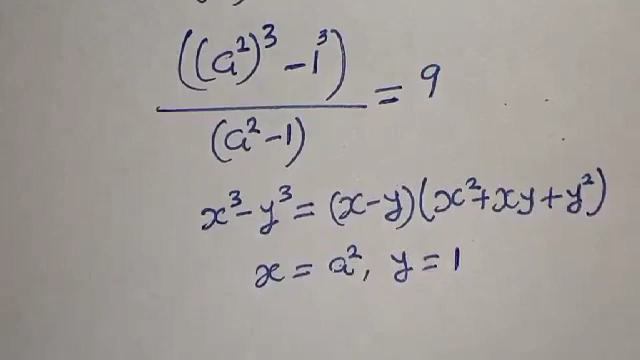 ((a²)³ - 1³)
(a² - 1) = 9
x³ - y³ = (x - y)(x² + xy + y²)
x = a², y = 1